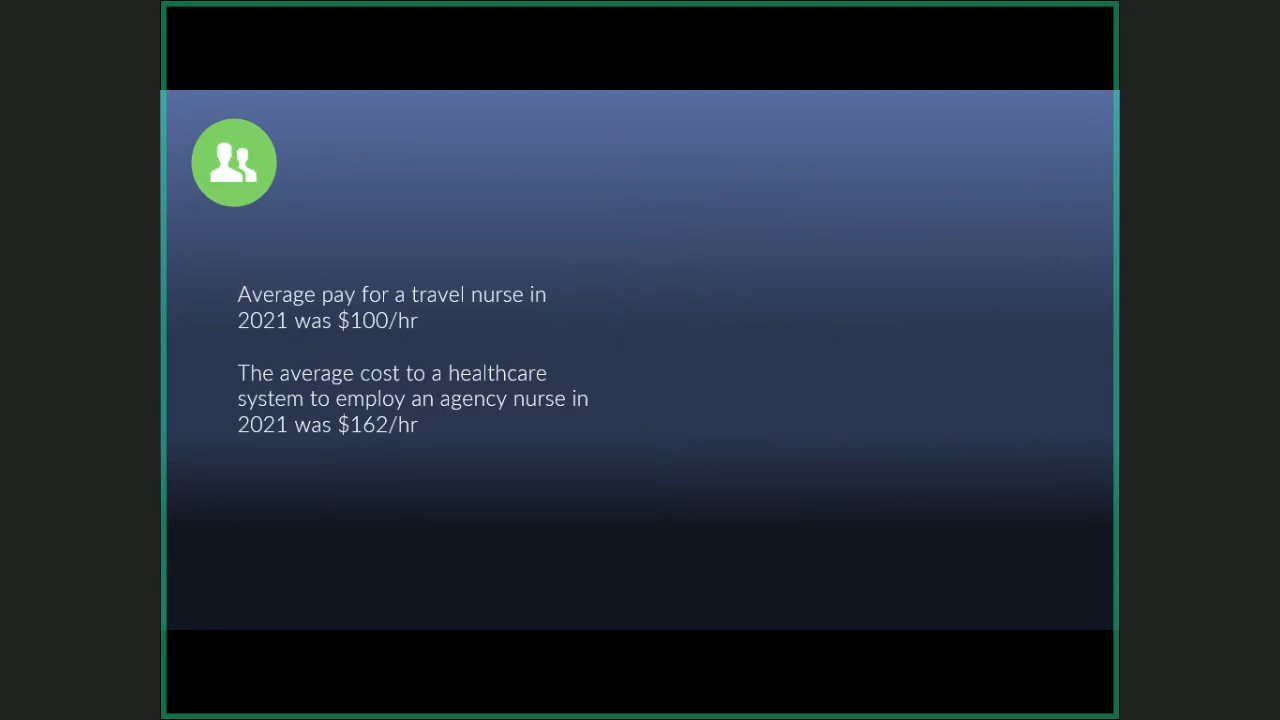 Average pay for a travel nurse in
2021 was $100/hr
The average cost to a healthcare
system to employ an agency nurse in
2021 was $162/hr